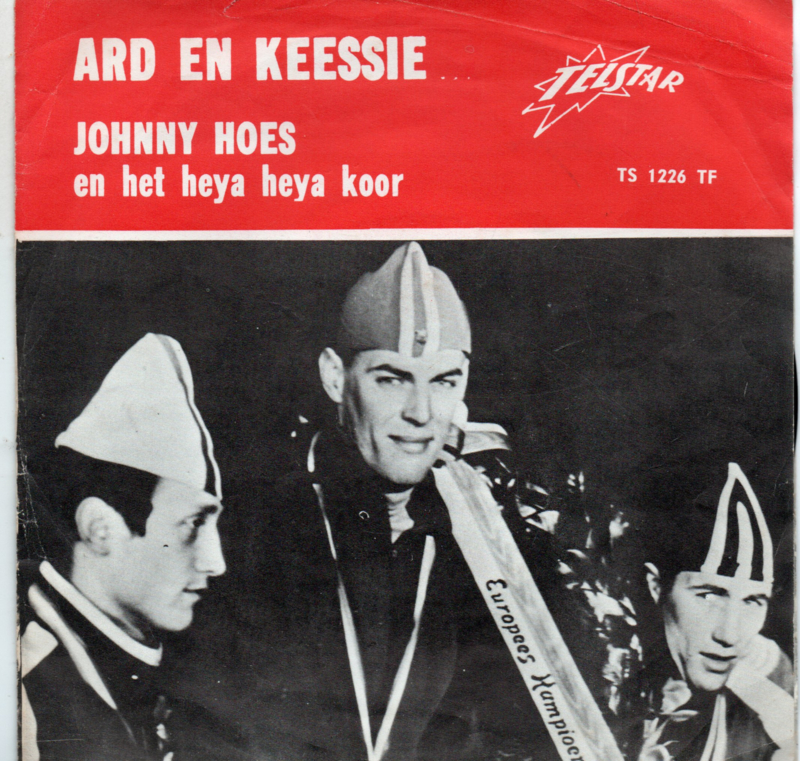 ARD EN KEESSIE...
TELSTAR
JOHNNY HOES
en het heya heya koor
TS 1226 TF
Europees Kampioen